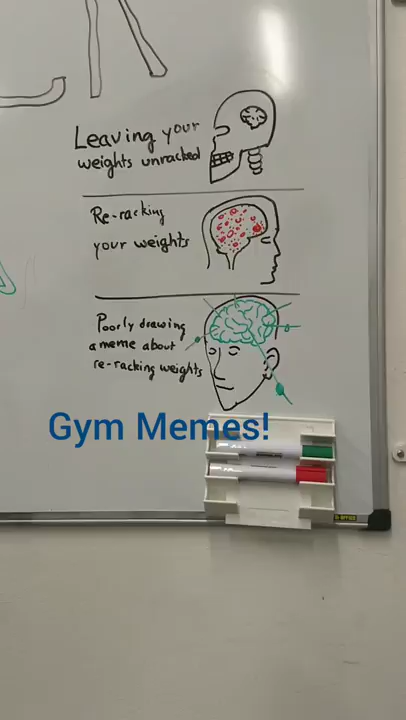 Leaving your
weights unracked
Re-racking
your weights
Poorly drawing
a meme about
re-racking weights
Gym Memes!